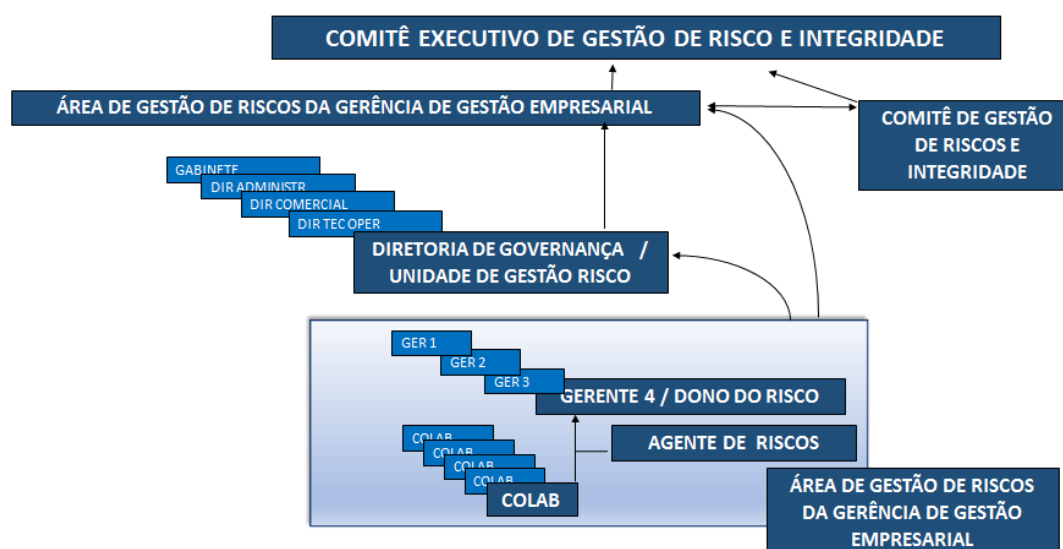 COMITÊ EXECUTIVO DE GESTÃO DE RISCO E INTEGRIDADE
ÁREA DE GESTÃO DE RISCOS DA GERÊNCIA DE GESTÃO EMPRESARIAL
COMITÊ DE GESTÃO
DE RISCOS E
INTEGRIDADE
GABINETE
DIR ADMINISTR
DIR COMERCIAL
DIR TEC OPER
DIRETORIA DE GOVERNANÇA /
UNIDADE DE GESTÃO RISCO
GER 1
GER 2
GER 3
GERENTE 4 / DONO DO RISCO
COLAB
COLAB
COLAB
COLAB
COLAB
AGENTE DE RISCOS
ÁREA DE GESTÃO DE RISCOS
DA GERÊNCIA DE GESTÃO
EMPRESARIAL